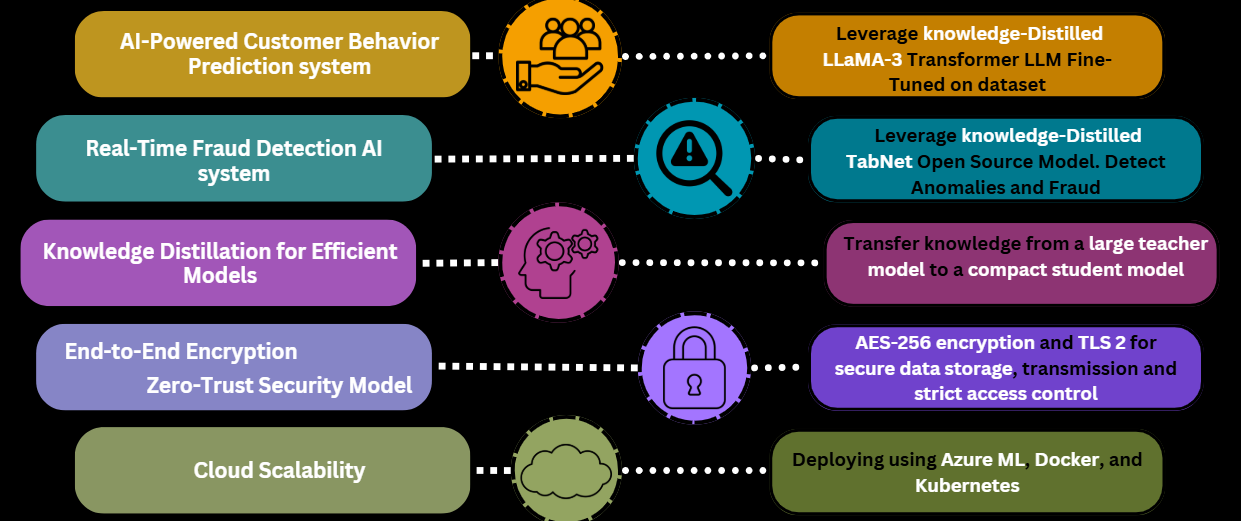 AI-Powered Customer Behavior
Prediction system
Leverage knowledge-Distilled
LLaMA-3 Transformer LLM Fine-
Tuned on dataset
Real-Time Fraud Detection AI
system
Leverage knowledge-Distilled
TabNet Open Source Model. Detect
Anomalies and Fraud
Knowledge Distillation for Efficient
Models
Transfer knowledge from a large teacher
model to a compact student model
End-to-End Encryption
Zero-Trust Security Model
AES-256 encryption and TLS 2 for
secure data storage, transmission and
strict access control
Cloud Scalability
Deploying using Azure ML, Docker, and
Kubernetes